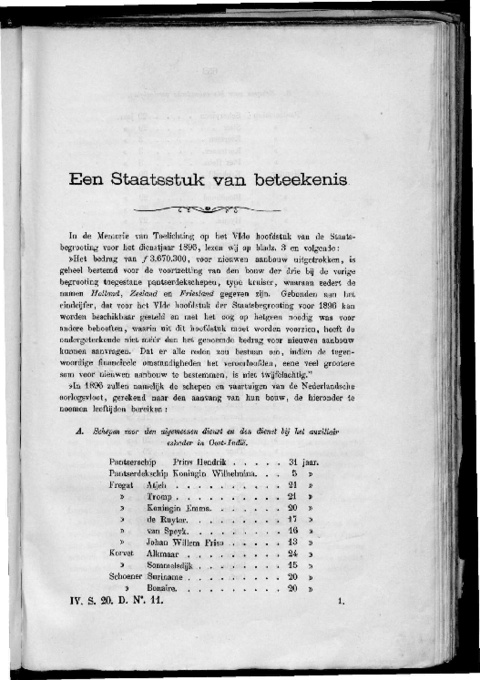 Een Staatsstuk van beteekenis
In de Memorie van Toelichting op het VIde hoofdstuk van de Staats-
begrooting voor het dienstjaar 1896, lezen wij op bladz. 3 en volgende:
»Het bedrag van f 3.670.300, voor nieuwen aanbouw uitgetrokken, is
geheel bestemd voor de voortzetting van den bouw der drie bij de vorige
begrooting toegestane pantserdekschepen, type kruiser, waaraan sedert de
namen Holland, Zeeland en Friesland gegeven zijn. Gebonden aan het
eindcijfer, dat voor het VIde hoofdstuk der Staatsbegrooting voor 1896 kan
worden beschikbaar gesteld en met het oog op hetgeen noodig was voor
andere behoeften, waarin uit dit hoofdstuk moet worden voorzien, heeft de
ondergeteekende niet méér dan het genoemde bedrag voor nieuwen aanbouw
kunnen aanvragen. Dat er alle reden zou bestaan om, indien de tegen-
woordige financieële omstandigheden het veroorloofden, eene veel grootere
som voor nieuwen aanbouw te bestemmen, is niet twijfelachtig."
»In 1896 zullen namelijk de schepen en vaartuigen van de Nederlandsche
oorlogsvloot, gerekend naar den aanvang van hun bouw, de hieronder te
noemen leeftijden bereiken:
A. Schepen voor den algemeenen dienst en den dienst bij het auxiliair
eskader in Oost-Indië.
Pantserschip Prins Hendrik . . . . . 31 jaar.
Pantserdekschip Koningin Wilhelmina. . . 5 »
Fregat Atjeh . . . . . . . . . 21 »
» Tromp . . . . . . . . . 21 »
» Koningin Emma. . . . . . 20 »
» de Ruyter. . . . . . . . 17 »
» van Speyk. . . . . . . . 16 »
» Johan Willem Friso . . . . 13 »
Korvet Alkmaar . . . . . . . . 24 »
» Sommelsdijk . . . . . . . 15 »
Schoener Suriname . . . . . . . . 20 »
» Bonaire. . . . . . . . . 20 »
IV. S. 20. D. N°. 11. 1.